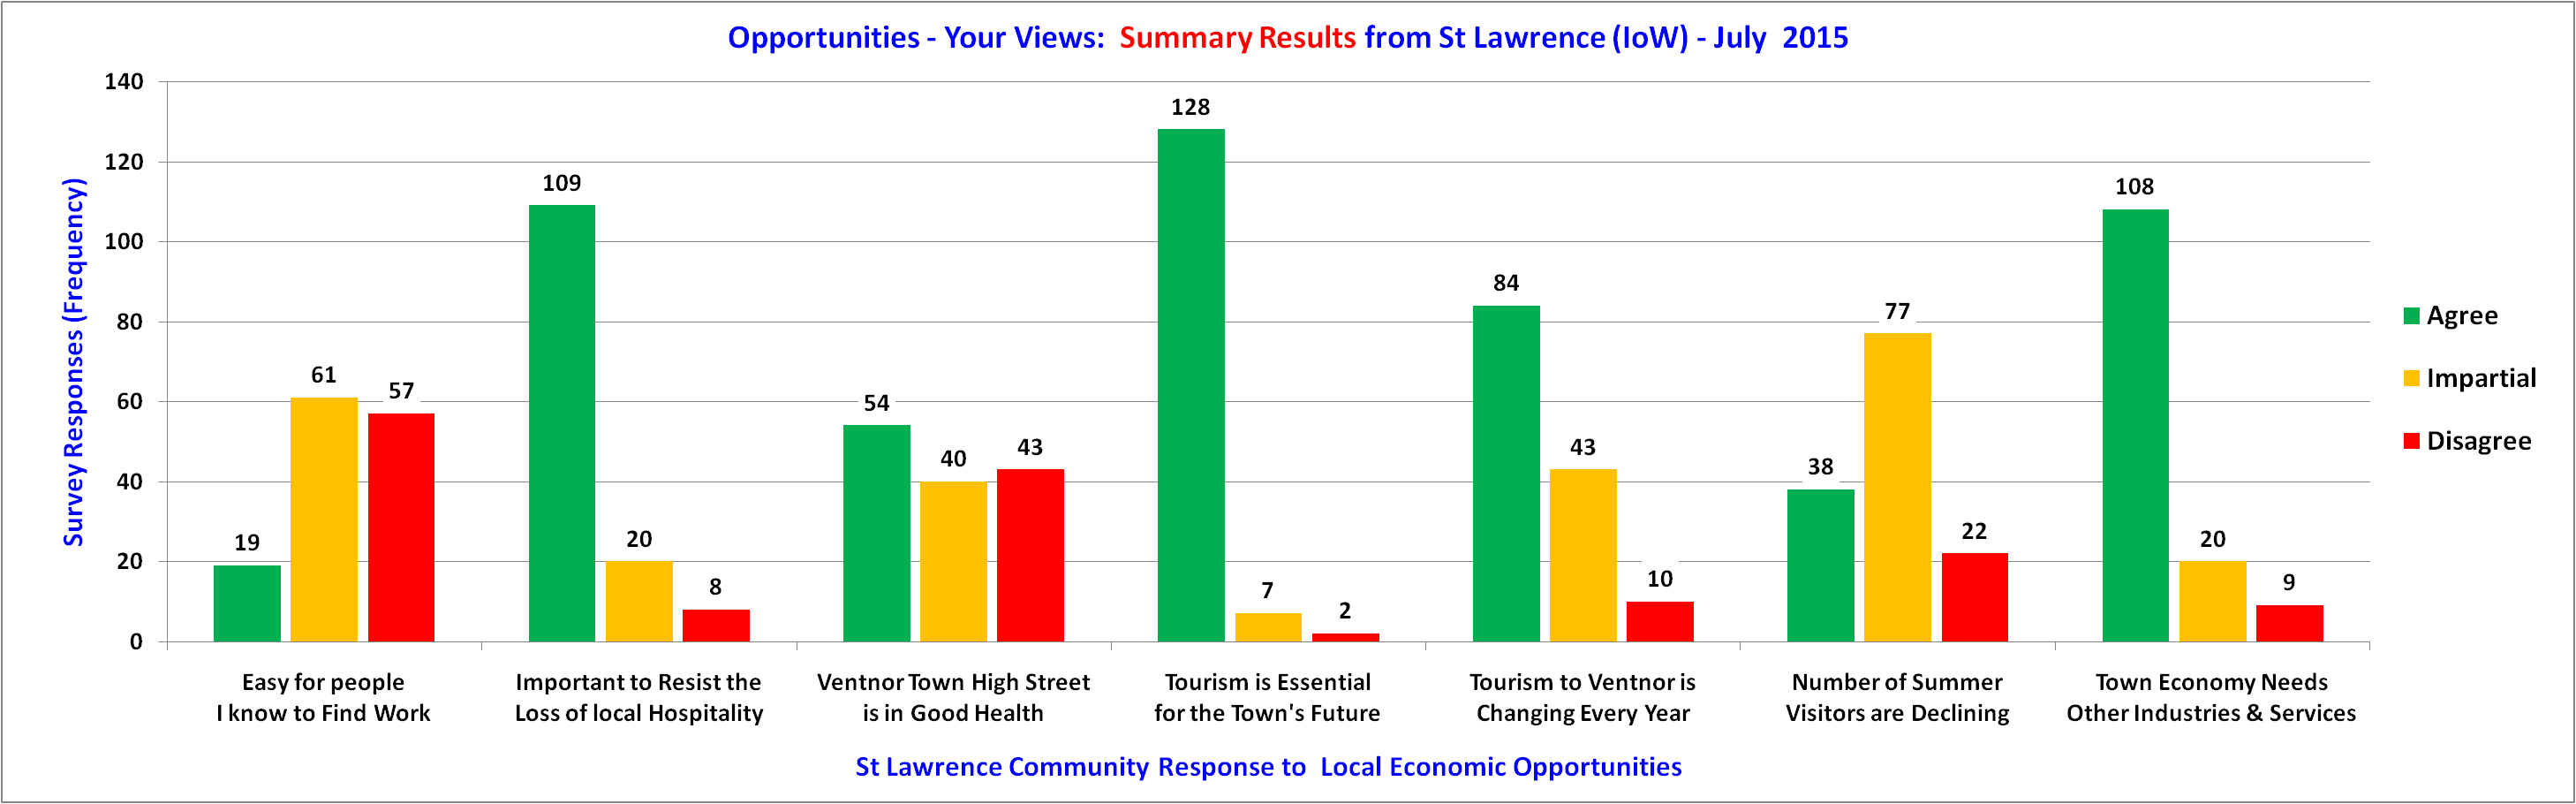 Opportunities - Your Views: Summary Results from St Lawrence (IoW) - July 2015
Survey Responses (Frequency)
140
120
100
80
60
40
20
0
19
61
57
109
20
8
54
40
43
128
7
2
84
43
10
38
77
22
108
20
9
Agree
Impartial
Disagree
Easy for people
I know to Find Work
Important to Resist the
Loss of local Hospitality
Ventnor Town High Street
is in Good Health
Tourism is Essential
for the Town's Future
Tourism to Ventnor is
Changing Every Year
Number of Summer
Visitors are Declining
Town Economy Needs
Other Industries & Services
St Lawrence Community Response to Local Economic Opportunities